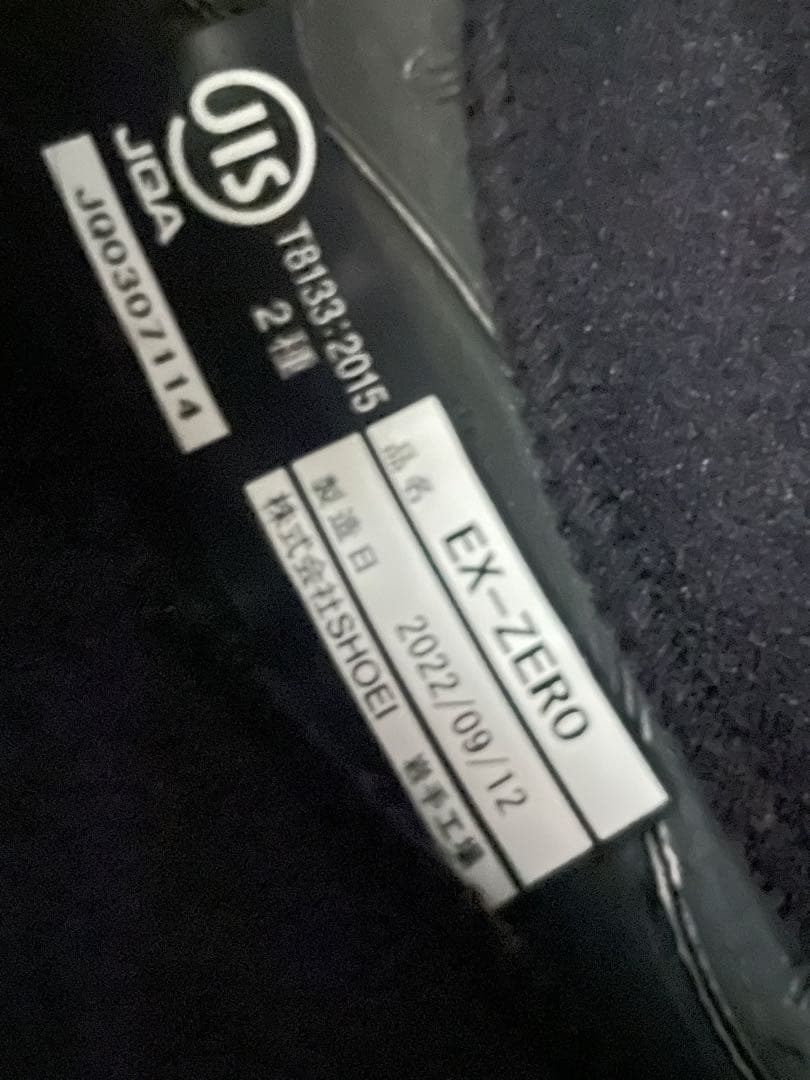 JIS
JQA
JQ0307114
T8133:2015
2種
品名 EX-ZERO
製造日 2022/09/12
株式会社SHOEI 岩手工場